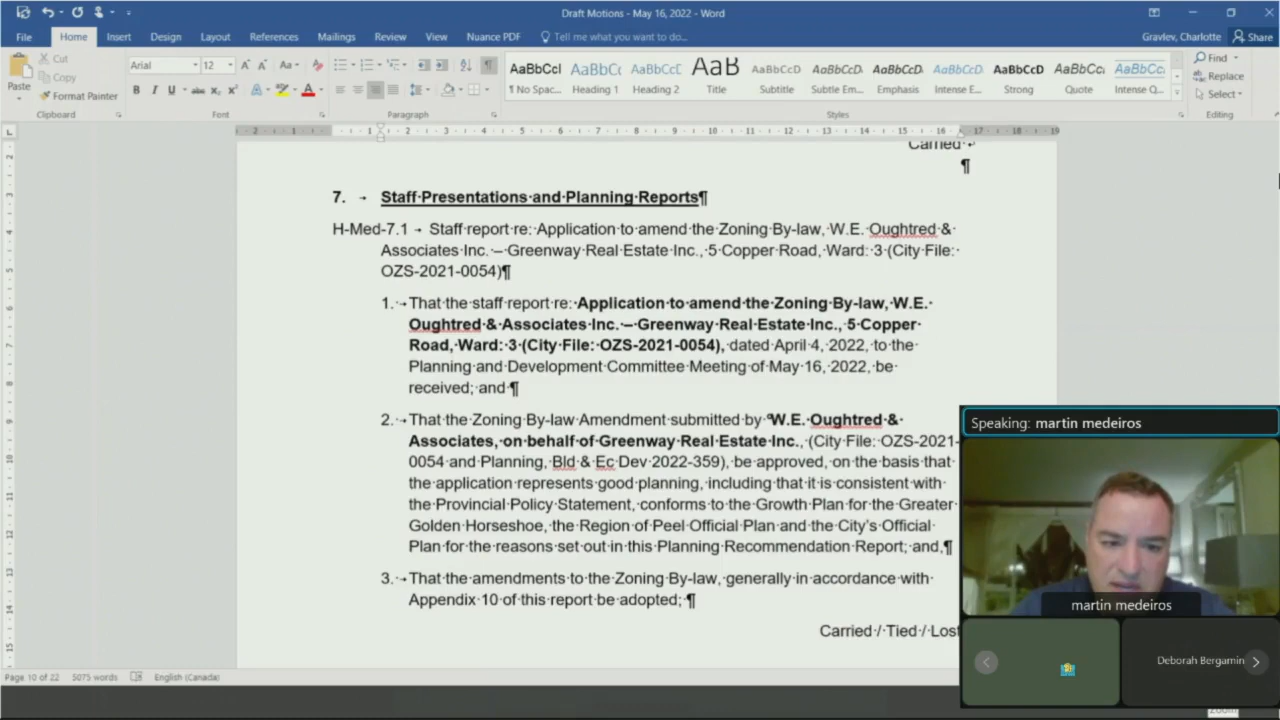 Draft Motions - May 16, 2022 - Word
File Home Insert Design Layout References Mailings Review View Nuance PDF Tell me what you want to do... Gravlev, Charlotte Share
Paste
Cut
Copy
Format Painter
Clipboard
Arial 12
Font
Paragraph
AaBbCcI AaBbC( AaBbCcC AaB AaBbCcD AaBbCcD. AaBbCcD. AaBbCcD. AaBbCcD AaBbCcD. AaBbCcD.
¶ No Spac... Heading 1 Heading 2 Title Subtitle Subtle Em... Emphasis Intense E... Strong Quote Intense Q...
Styles
Find
Replace
Select
Editing
Carried
¶
7. → Staff·Presentations·and·Planning·Reports¶
H-Med-7.1 → Staff·report·re:·Application·to·amend·the·Zoning·By-law,·W.E.·Oughtred·&·
Associates·Inc.·–·Greenway·Real·Estate·Inc.,·5·Copper·Road,·Ward:·3·(City·File:·
OZS-2021-0054)¶
1.→That·the·staff·report·re:·Application·to·amend·the·Zoning·By-law,·W.E.·
Oughtred·&·Associates·Inc.·–·Greenway·Real·Estate·Inc.,·5·Copper·
Road,·Ward:·3·(City·File:·OZS-2021-0054),·dated·April·4,·2022,·to·the·
Planning·and·Development·Committee·Meeting·of·May·16,·2022,·be·
received;·and·¶
2.→That·the·Zoning·By-law·Amendment·submitted·by·°W.E.·Oughtred·&·
Associates,·on·behalf·of·Greenway·Real·Estate·Inc.,·(City·File:·OZS-2021-
0054·and·Planning,·Bld·&·Ec·Dev·2022-359),·be·approved,·on·the·basis·that·
the·application·represents·good·planning,·including·that·it·is·consistent·with·
the·Provincial·Policy·Statement,·conforms·to·the·Growth·Plan·for·the·Greater·
Golden·Horseshoe,·the·Region·of·Peel·Official·Plan·and·the·City's·Official·
Plan·for·the·reasons·set·out·in·this·Planning·Recommendation·Report;·and,¶
3.→That·the·amendments·to·the·Zoning·By-law,·generally·in·accordance·with·
Appendix·10·of·this·report·be·adopted;·¶
Carried·/·Tied·/·Lost
Speaking: martin medeiros
martin medeiros
Deborah Bergamin
Page 10 of 22 5075 words English (Canada)